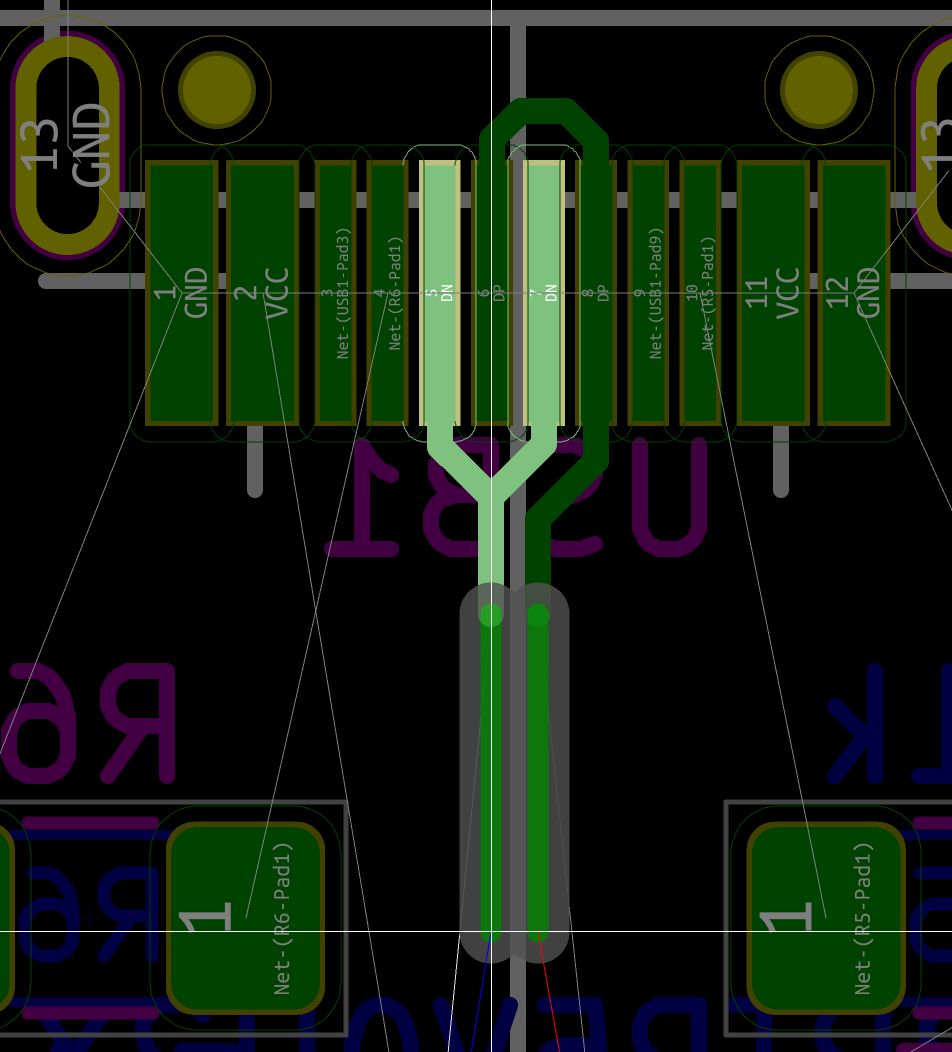 13
GND
1
GND
2
VCC
3
Net-(USB1-Pad3)
4
Net-(R6-Pad1)
5
DN
6
DP
7
DN
8
DP
9
Net-(USB1-Pad9)
10
Net-(R5-Pad1)
11
VCC
12
GND
13
USB1
R6
1k
R6
1
Net-(R6-Pad1)
1
Net-(R5-Pad1)